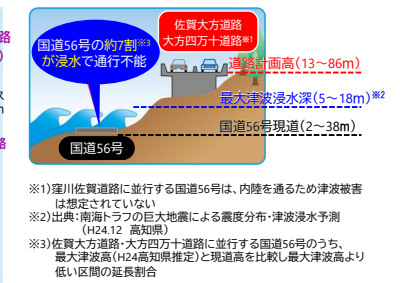 路
)
ス
m
路
佐賀大方道路
大方四万十道路※1
国道56号の約7割※3
が浸水で通行不能
道路計画高(13～86m)
最大津波浸水深(5～18m)※2
国道56号現道(2～38m)
国道56号
※1)窪川佐賀道路に並行する国道56号は、内陸を通るため津波被害
は想定されていない
※2)出典:南海トラフの巨大地震による震度分布・津波浸水予測
(H24.12 高知県)
※3)佐賀大方道路・大方四万十道路に並行する国道56号のうち、
最大津波高(H24高知県推定)と現道高を比較し最大津波高より
低い区間の延長割合